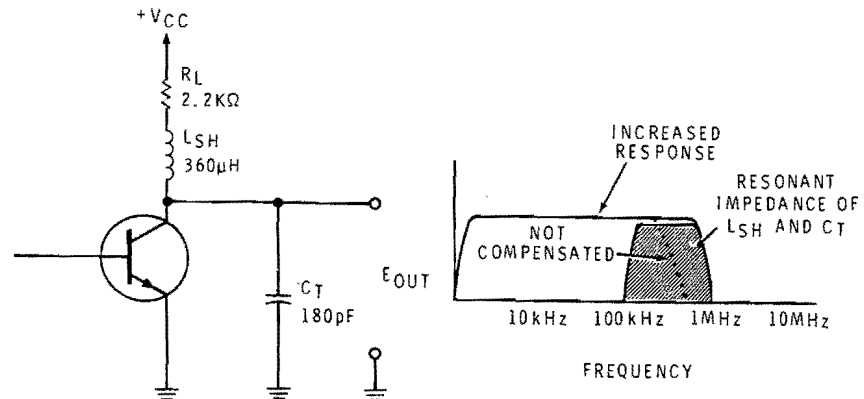 +VCC
RL
2.2KΩ
LSH
360μH
CT
180pF
EOUT
INCREASED
RESPONSE
RESONANT
IMPEDANCE OF
LSH AND CT
NOT
COMPENSATED
10kHz 100kHz 1MHz 10MHz
FREQUENCY